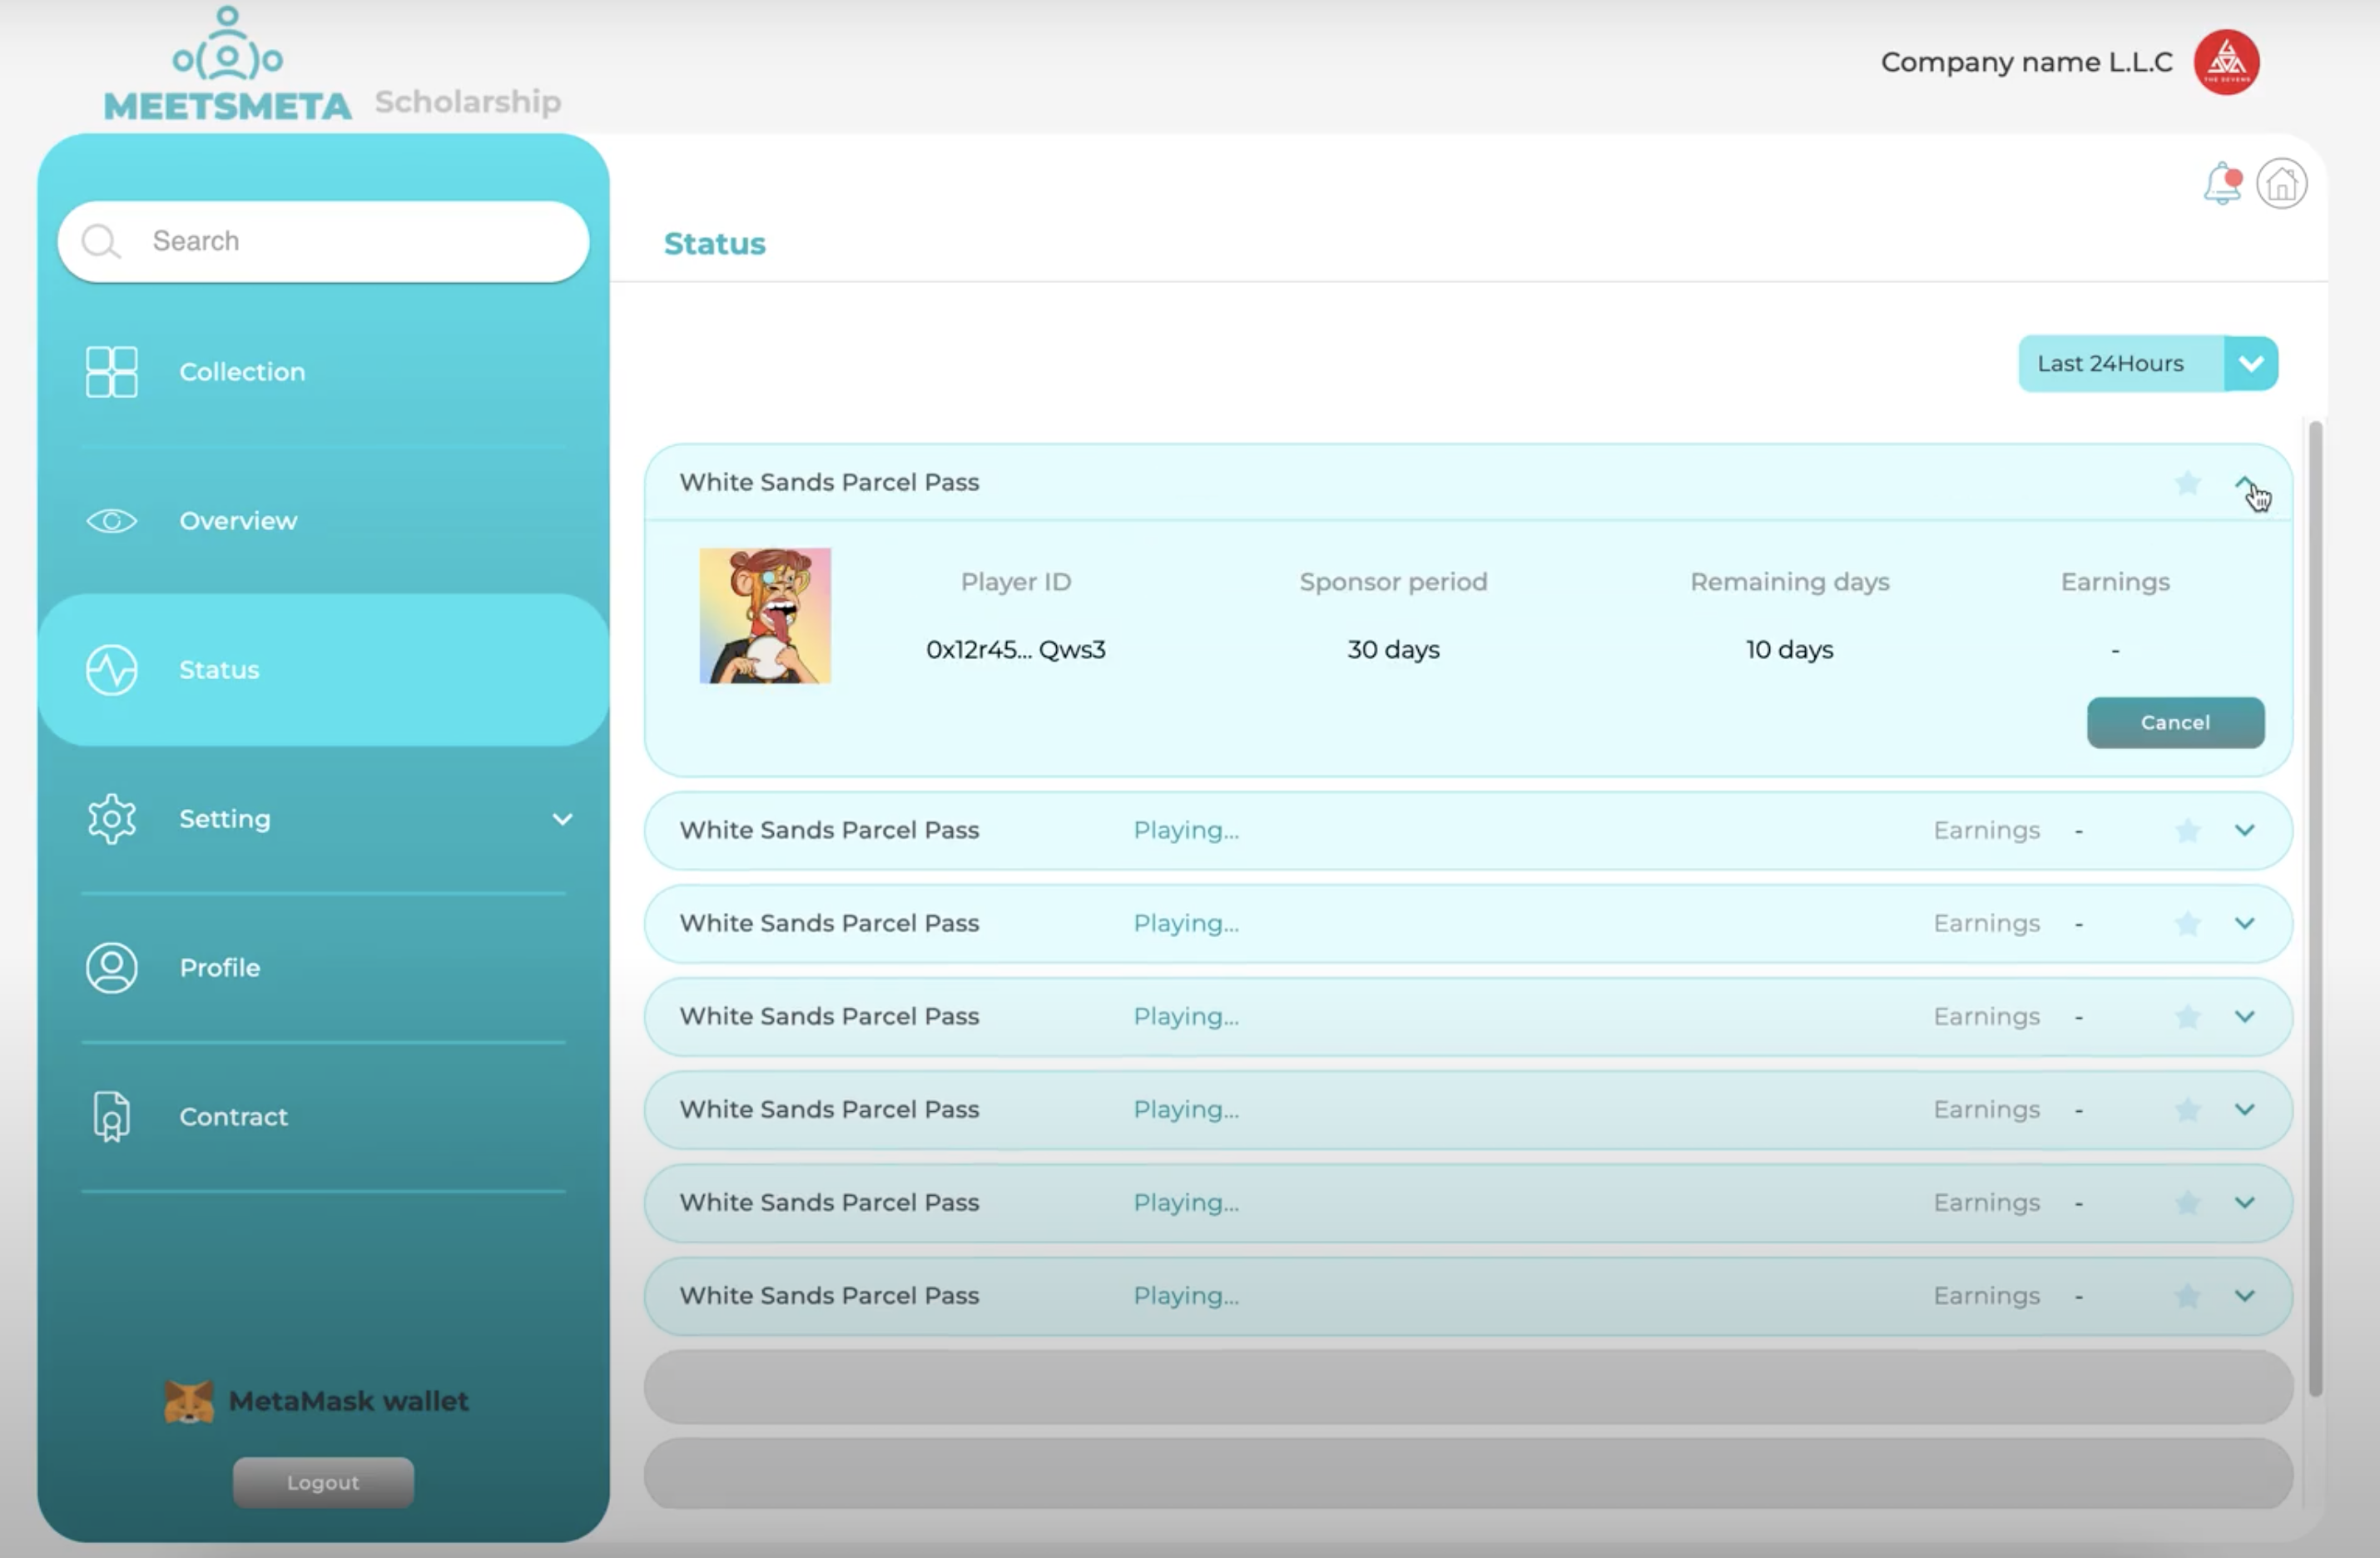 MEETSMETA Scholarship
Company name L.L.C
THE SEVENS
Search
Collection
Overview
Status
Setting
Profile
Contract
MetaMask wallet
Logout
Status
Last 24Hours
White Sands Parcel Pass
Player ID Sponsor period Remaining days Earnings
0x12r45... Qws3 30 days 10 days -
Cancel
White Sands Parcel Pass Playing... Earnings -
White Sands Parcel Pass Playing... Earnings -
White Sands Parcel Pass Playing... Earnings -
White Sands Parcel Pass Playing... Earnings -
White Sands Parcel Pass Playing... Earnings -
White Sands Parcel Pass Playing... Earnings -